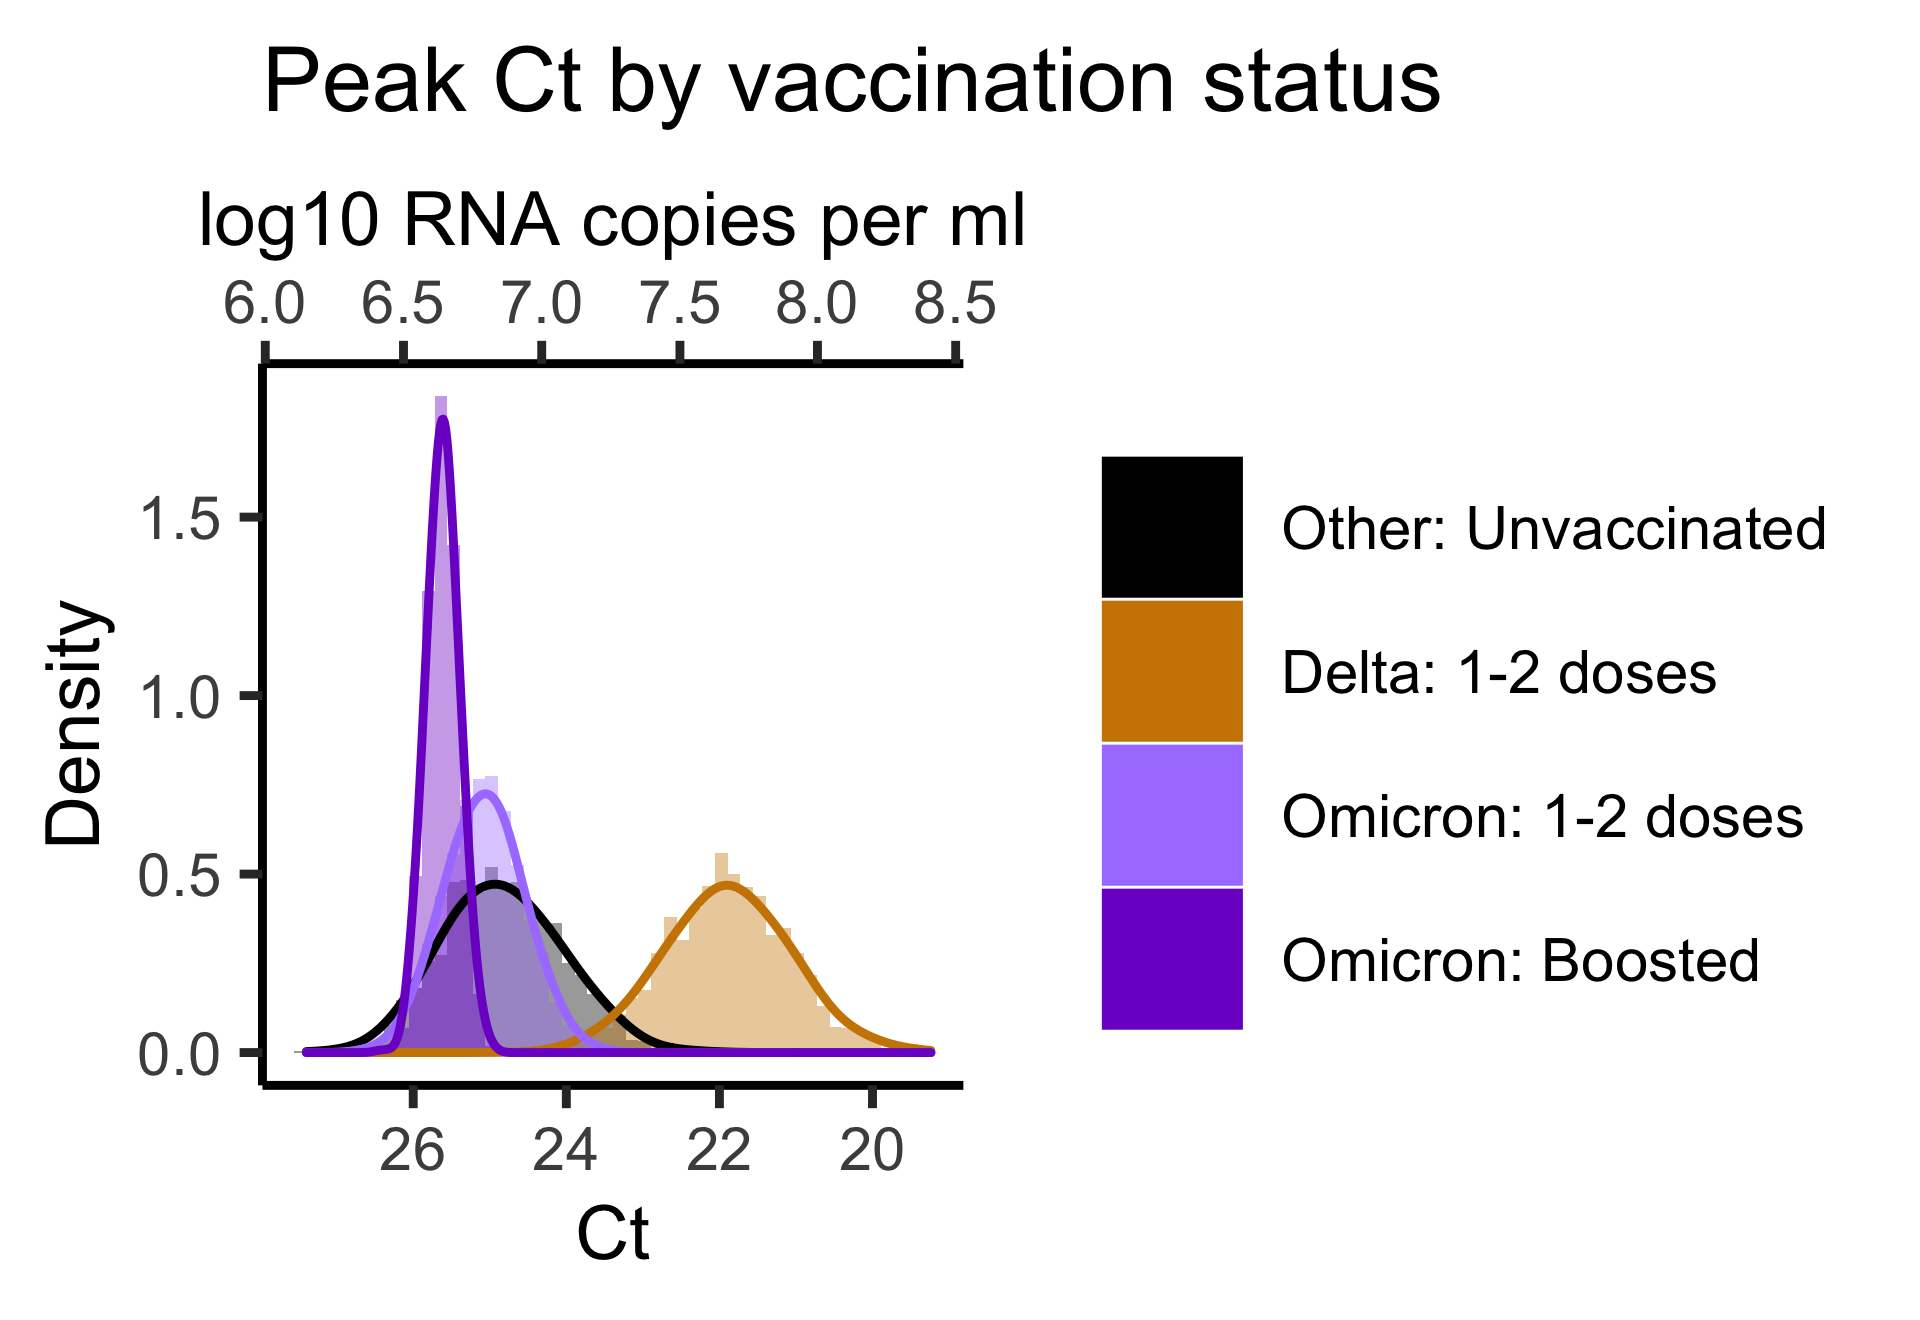 Peak Ct by vaccination status
log10 RNA copies per ml
6.0 6.5 7.0 7.5 8.0 8.5
Density
1.5
1.0
0.5
0.0
26 24 22 20
Ct
Other: Unvaccinated
Delta: 1-2 doses
Omicron: 1-2 doses
Omicron: Boosted